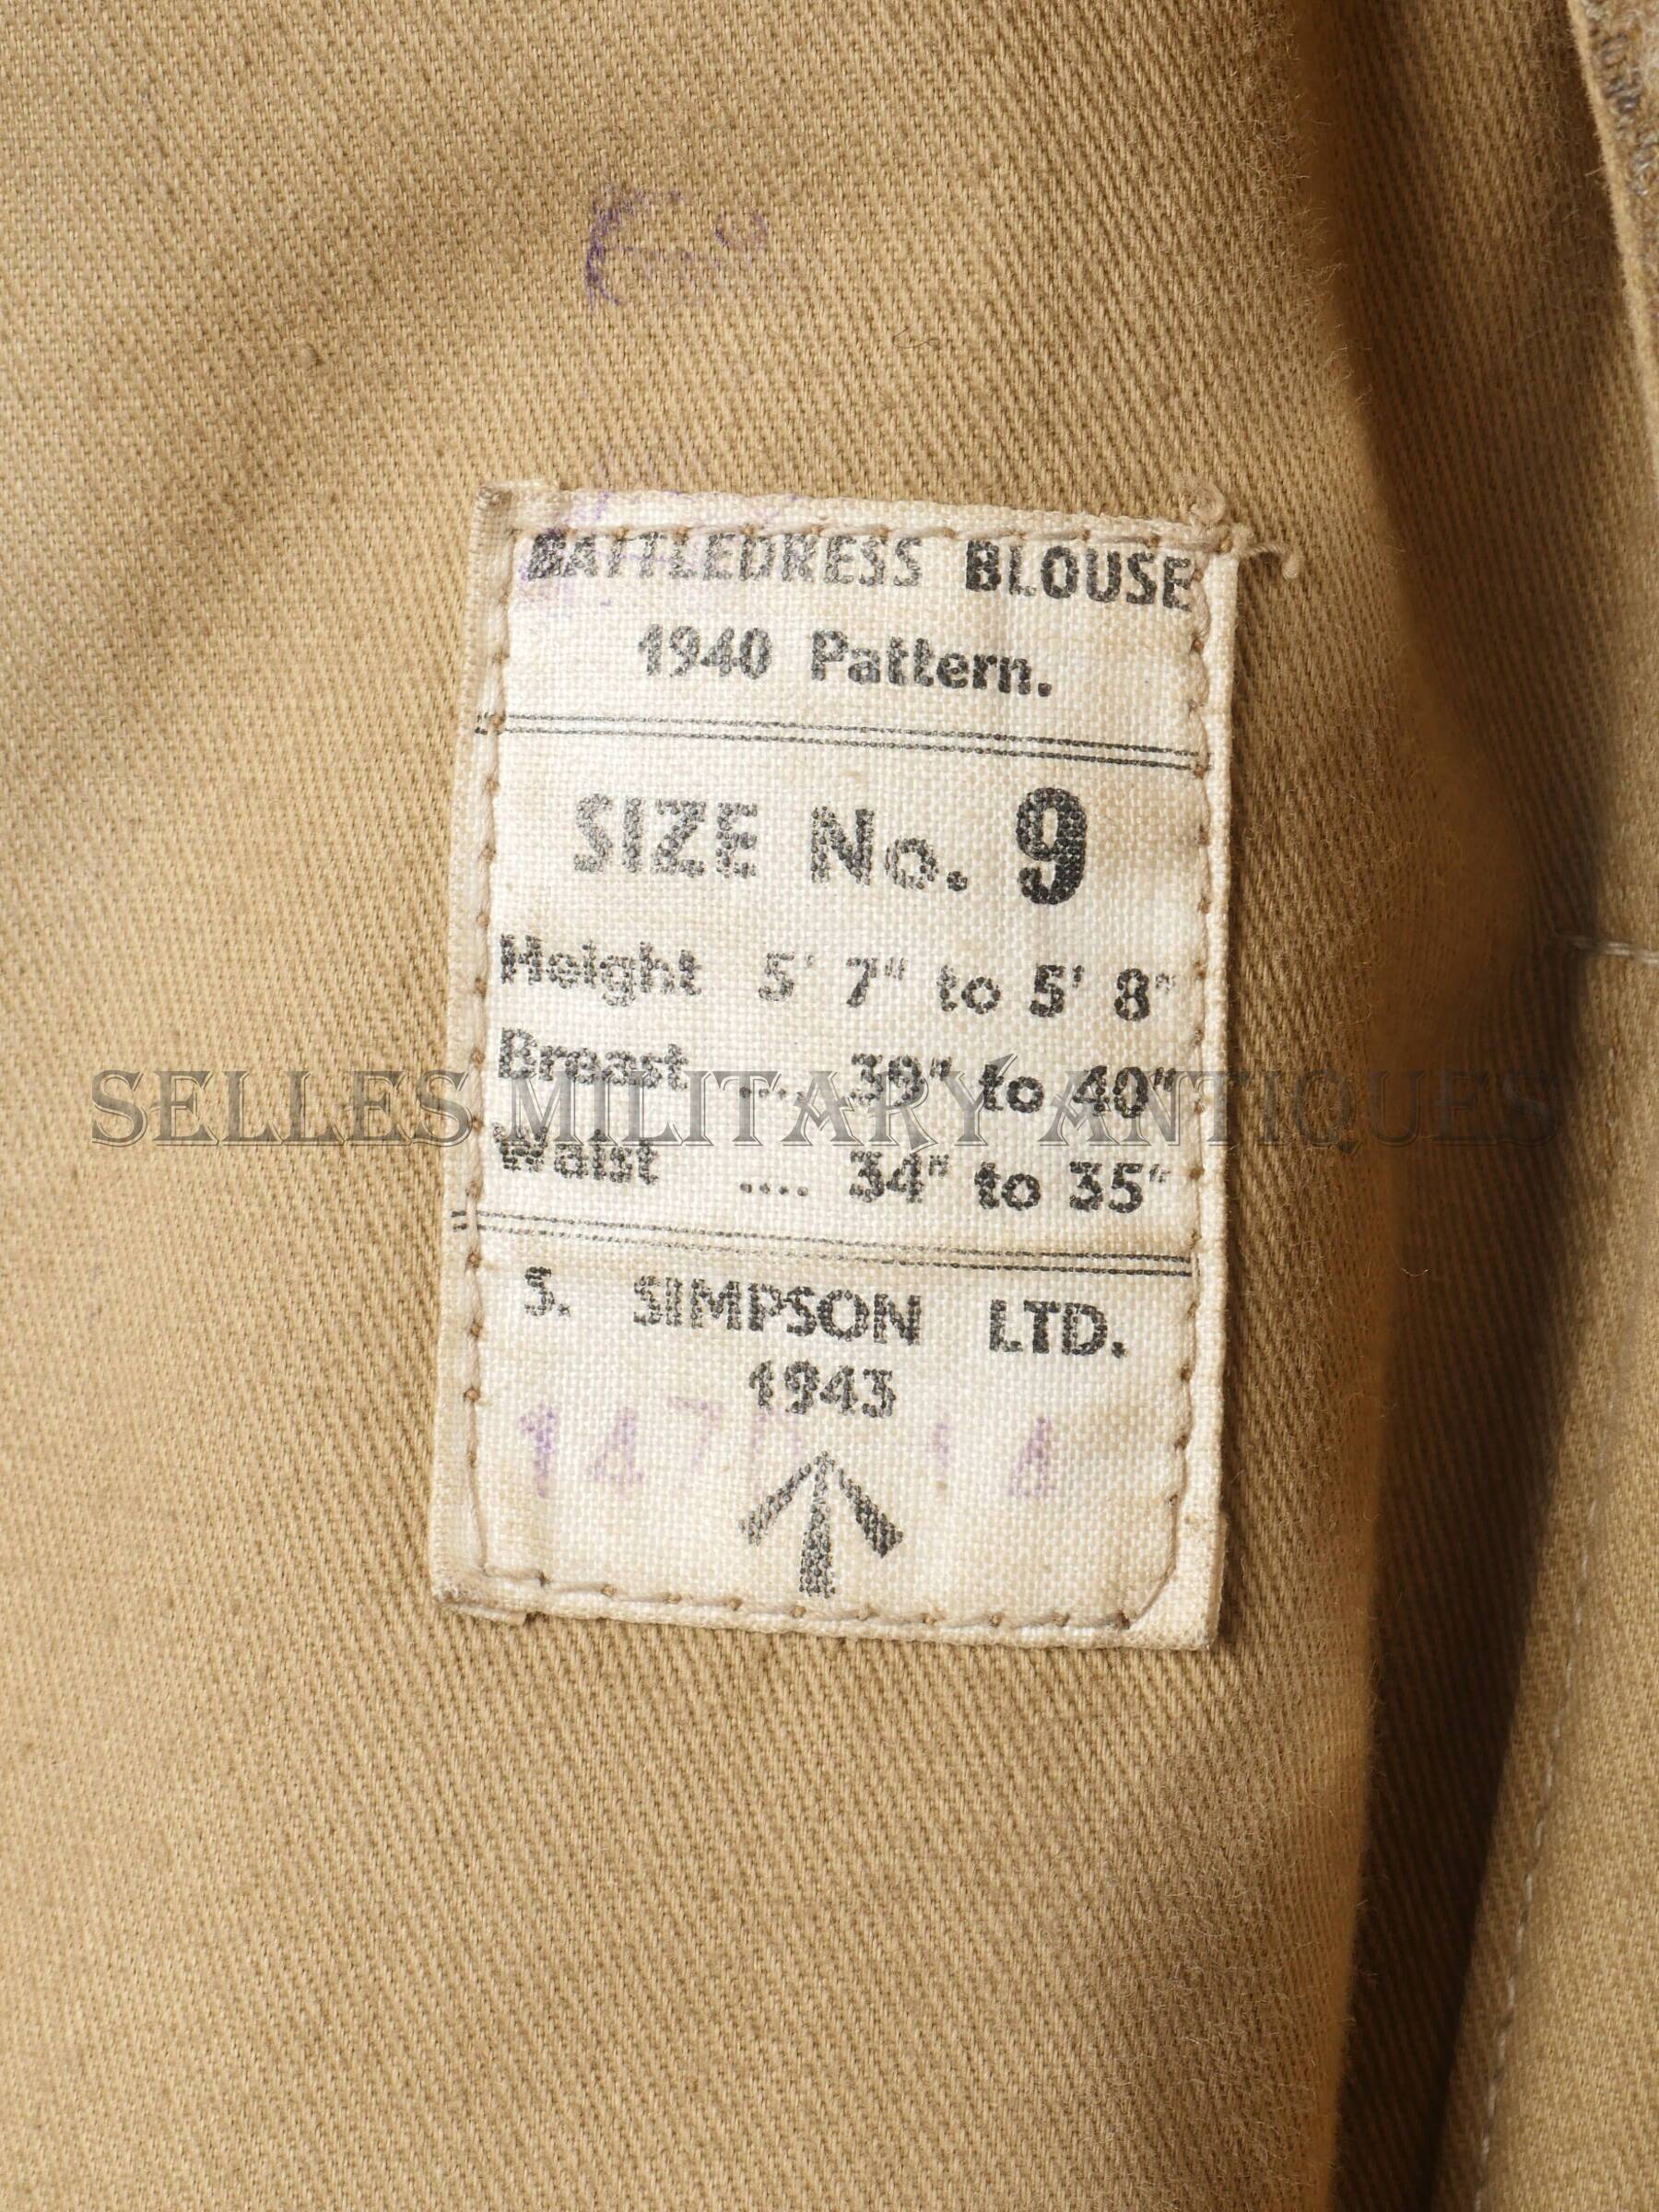 BATTLEDRESS BLOUSE
1940 Pattern.
SIZE No. 9
Height 5' 7" to 5' 8"
Breast .... 39" to 40"
SELLES MILITARY ANTIQUES
Waist .... 34" to 35"
S. SIMPSON LTD.
1943